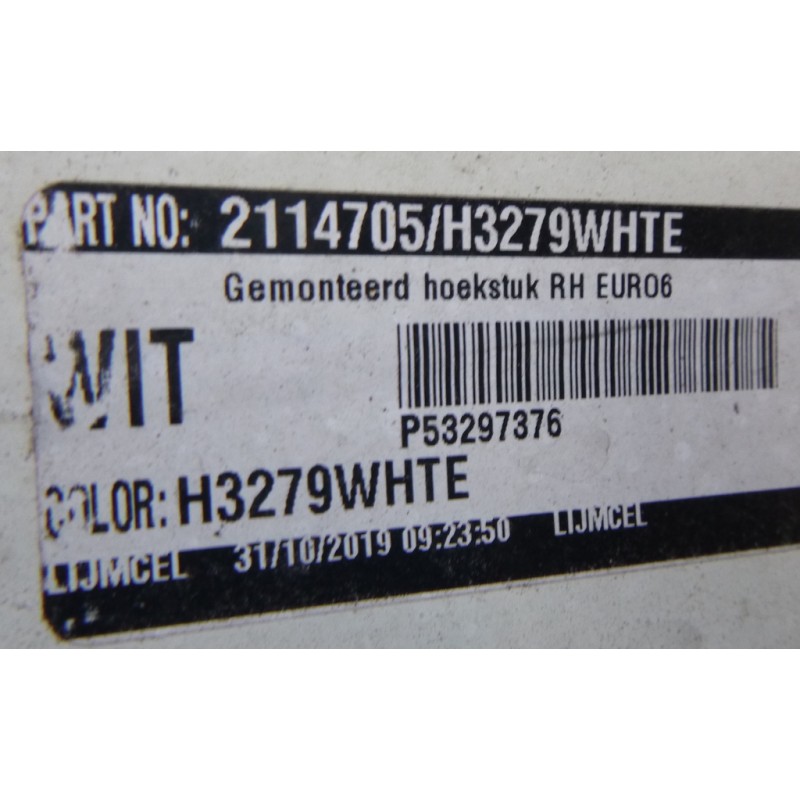 PART NO: 2114705/H3279WHTE
Gemonteerd hoekstuk RH EURO6
WIT
P53297376
COLOR: H3279WHTE
LIJMCEL 31/10/2019 09:23:50 LIJMCEL